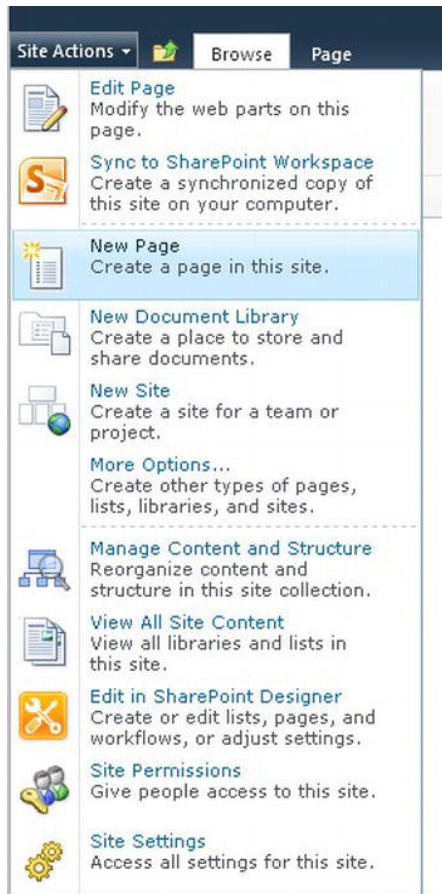 Site Actions Browse Page
Edit Page
Modify the web parts on this
page.
Sync to SharePoint Workspace
Create a synchronized copy of
this site on your computer.
New Page
Create a page in this site.
New Document Library
Create a place to store and
share documents.
New Site
Create a site for a team or
project.
More Options...
Create other types of pages,
lists, libraries, and sites.
Manage Content and Structure
Reorganize content and
structure in this site collection.
View All Site Content
View all libraries and lists in
this site.
Edit in SharePoint Designer
Create or edit lists, pages, and
workflows, or adjust settings.
Site Permissions
Give people access to this site.
Site Settings
Access all settings for this site.